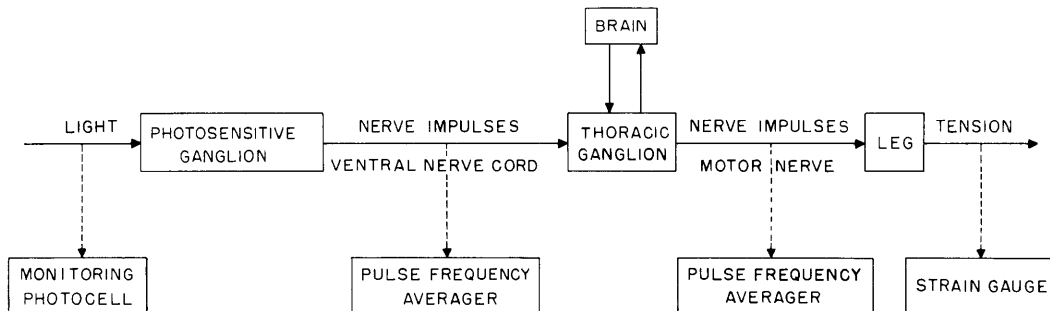 BRAIN
LIGHT
PHOTOSENSITIVE
GANGLION
NERVE IMPULSES
VENTRAL NERVE CORD
THORACIC
GANGLION
NERVE IMPULSES
MOTOR NERVE
LEG
TENSION
MONITORING
PHOTOCELL
PULSE FREQUENCY
AVERAGER
PULSE FREQUENCY
AVERAGER
STRAIN GAUGE